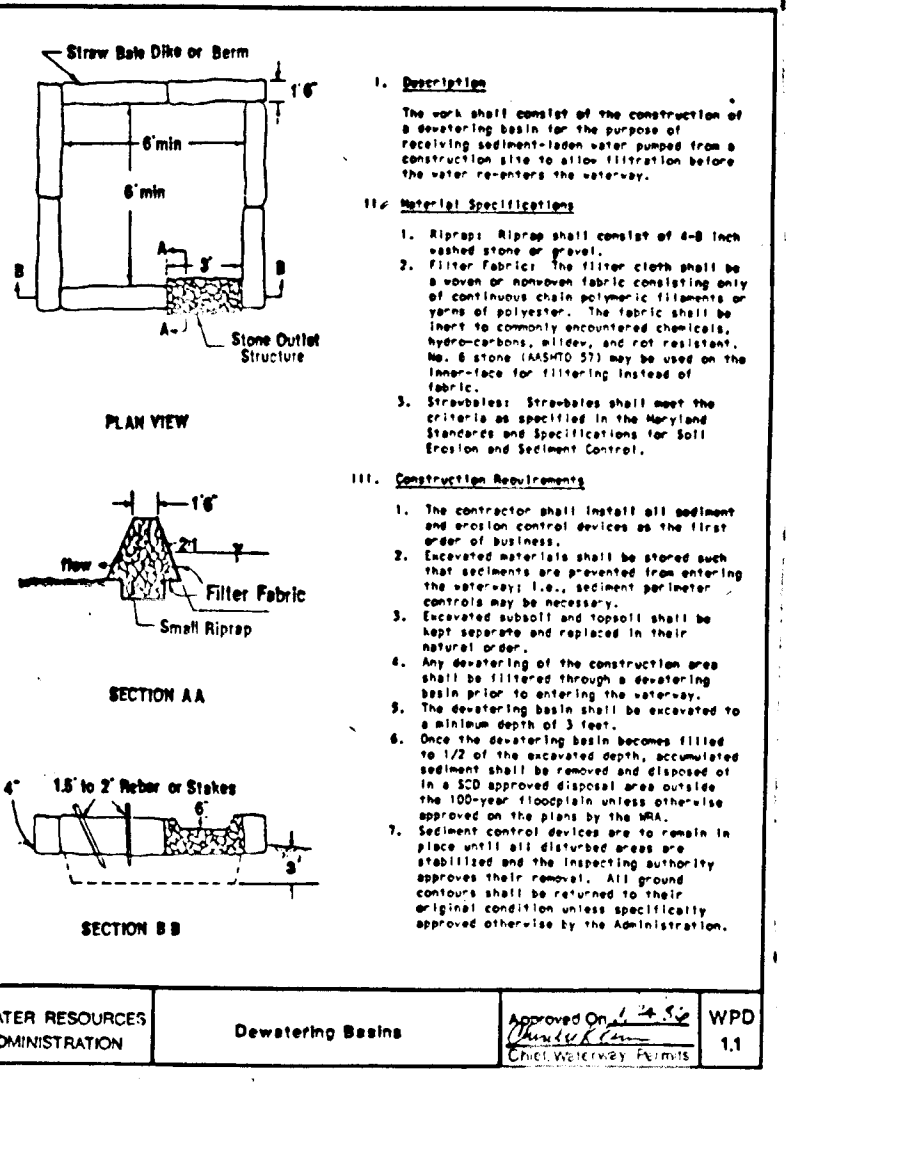 Straw Bale Dike or Berm
1'6"
6'min
6'min
A
3'
B
B
A
Stone Outlet
Structure
PLAN VIEW
1'6"
2:1
flow
Filter Fabric
Small Riprap
SECTION A A
4"
1.5' to 2' Rebar or Stakes
6"
3'
SECTION B B
I. Description
The work shall consist of the construction of
a dewatering basin for the purpose of
receiving sediment-laden water pumped from a
construction site to allow filtration before
the water re-enters the waterway.
II. Material Specifications
1. Riprap: Riprap shall consist of 4-8 inch
washed stone or gravel.
2. Filter Fabric: The filter cloth shall be
a woven or nonwoven fabric consisting only
of continuous chain polymeric filaments or
yarns of polyester. The fabric shall be
inert to commonly encountered chemicals,
hydro-carbons, mildew, and rot resistant.
No. 6 stone (AASHTO 57) may be used on the
inner-face for filtering instead of
fabric.
3. Strawbales: Strawbales shall meet the
criteria as specified in the Maryland
Standards and Specifications for Soil
Erosion and Sediment Control.
III. Construction Requirements
1. The contractor shall install all sediment
and erosion control devices as the first
order of business.
2. Excavated materials shall be stored such
that sediments are prevented from entering
the waterway; i.e., sediment perimeter
controls may be necessary.
3. Excavated subsoil and topsoil shall be
kept separate and replaced in their
natural order.
4. Any dewatering of the construction area
shall be filtered through a dewatering
basin prior to entering the waterway.
5. The dewatering basin shall be excavated to
a minimum depth of 3 feet.
6. Once the dewatering basin becomes filled
to 1/2 of the excavated depth, accumulated
sediment shall be removed and disposed of
in a SCD approved disposal area outside
the 100-year floodplain unless otherwise
approved on the plans by the WRA.
7. Sediment control devices are to remain in
place until all disturbed areas are
stabilized and the inspecting authority
approves their removal. All ground
contours shall be returned to their
original condition unless specifically
approved otherwise by the Administration.
ATER RESOURCES
DMINISTRATION
Dewatering Basins
Approved On
Chief, Waterway Permits
WPD
1.1